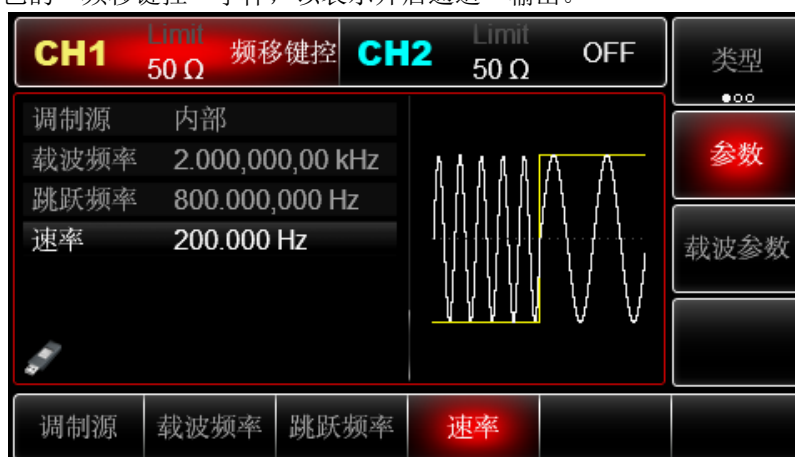 CH1 Limit 50 Ω 频移键控 CH2 Limit 50 Ω OFF
类型
调制源 内部
载波频率 2.000,000,00 kHz
跳跃频率 800.000,000 Hz
速率 200.000 Hz
参数
载波参数
调制源 载波频率 跳跃频率 速率